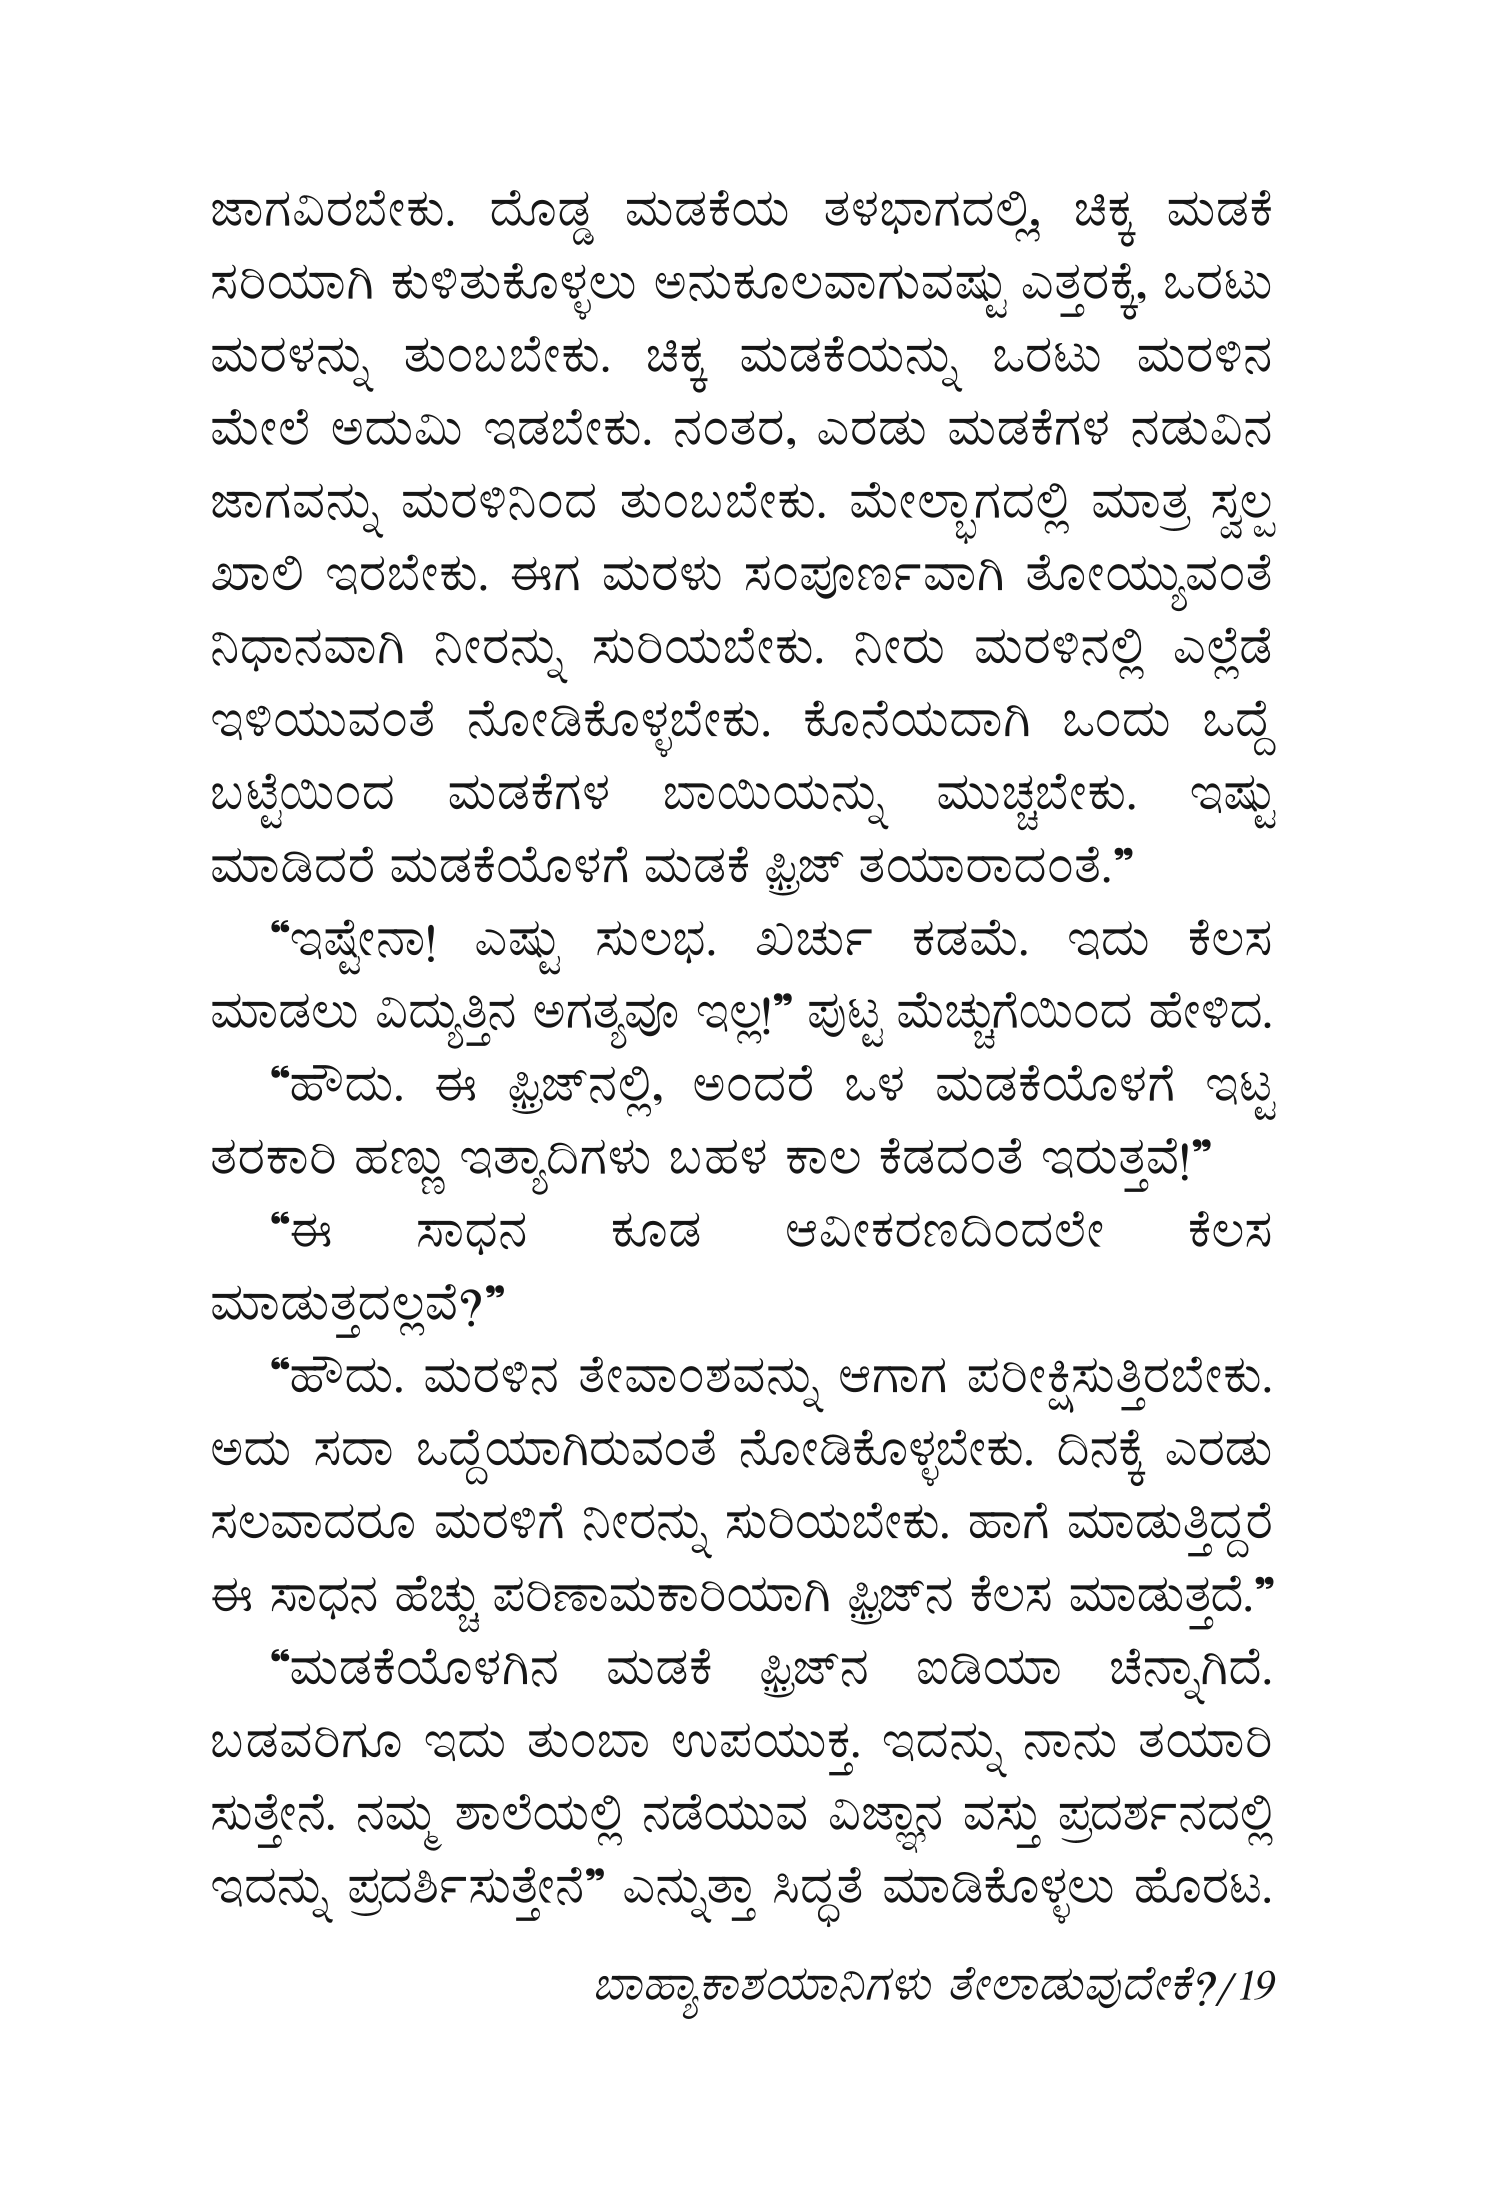 ಜಾಗವಿರಬೇಕು. ದೊಡ್ಡ ಮಡಕೆಯ ತಳಭಾಗದಲ್ಲಿ, ಚಿಕ್ಕ ಮಡಕೆ
ಸರಿಯಾಗಿ ಕುಳಿತುಕೊಳ್ಳಲು ಅನುಕೂಲವಾಗುವಷ್ಟು ಎತ್ತರಕ್ಕೆ, ಒರಟು
ಮರಳನ್ನು ತುಂಬಬೇಕು. ಚಿಕ್ಕ ಮಡಕೆಯನ್ನು ಒರಟು ಮರಳಿನ
ಮೇಲೆ ಅದುಮಿ ಇಡಬೇಕು. ನಂತರ, ಎರಡು ಮಡಕೆಗಳ ನಡುವಿನ
ಜಾಗವನ್ನು ಮರಳಿನಿಂದ ತುಂಬಬೇಕು. ಮೇಲ್ಭಾಗದಲ್ಲಿ ಮಾತ್ರ ಸ್ವಲ್ಪ
ಖಾಲಿ ಇರಬೇಕು. ಈಗ ಮರಳು ಸಂಪೂರ್ಣವಾಗಿ ತೋಯ್ಯುವಂತೆ
ನಿಧಾನವಾಗಿ ನೀರನ್ನು ಸುರಿಯಬೇಕು. ನೀರು ಮರಳಿನಲ್ಲಿ ಎಲ್ಲೆಡೆ
ಇಳಿಯುವಂತೆ ನೋಡಿಕೊಳ್ಳಬೇಕು. ಕೊನೆಯದಾಗಿ ಒಂದು ಒದ್ದೆ
ಬಟ್ಟೆಯಿಂದ ಮಡಕೆಗಳ ಬಾಯಿಯನ್ನು ಮುಚ್ಚಬೇಕು. ಇಷ್ಟು
ಮಾಡಿದರೆ ಮಡಕೆಯೊಳಗೆ ಮಡಕೆ ಫ್ರಿಜ್ ತಯಾರಾದಂತೆ.”
“ಇಷ್ಟೇನಾ! ಎಷ್ಟು ಸುಲಭ. ಖರ್ಚು ಕಡಮೆ. ಇದು ಕೆಲಸ
ಮಾಡಲು ವಿದ್ಯುತ್ತಿನ ಅಗತ್ಯವೂ ಇಲ್ಲ!” ಪುಟ್ಟ ಮೆಚ್ಚುಗೆಯಿಂದ ಹೇಳಿದ.
“ಹೌದು. ಈ ಫ್ರಿಜ್‌ನಲ್ಲಿ, ಅಂದರೆ ಒಳ ಮಡಕೆಯೊಳಗೆ ಇಟ್ಟ
ತರಕಾರಿ ಹಣ್ಣು ಇತ್ಯಾದಿಗಳು ಬಹಳ ಕಾಲ ಕೆಡದಂತೆ ಇರುತ್ತವೆ!”
“ಈ ಸಾಧನ ಕೂಡ ಆವೀಕರಣದಿಂದಲೇ ಕೆಲಸ
ಮಾಡುತ್ತದಲ್ಲವೆ?”
“ಹೌದು. ಮರಳಿನ ತೇವಾಂಶವನ್ನು ಆಗಾಗ ಪರೀಕ್ಷಿಸುತ್ತಿರಬೇಕು.
ಅದು ಸದಾ ಒದ್ದೆಯಾಗಿರುವಂತೆ ನೋಡಿಕೊಳ್ಳಬೇಕು. ದಿನಕ್ಕೆ ಎರಡು
ಸಲವಾದರೂ ಮರಳಿಗೆ ನೀರನ್ನು ಸುರಿಯಬೇಕು. ಹಾಗೆ ಮಾಡುತ್ತಿದ್ದರೆ
ಈ ಸಾಧನ ಹೆಚ್ಚು ಪರಿಣಾಮಕಾರಿಯಾಗಿ ಫ್ರಿಜ್‌ನ ಕೆಲಸ ಮಾಡುತ್ತದೆ.”
“ಮಡಕೆಯೊಳಗಿನ ಮಡಕೆ ಫ್ರಿಜ್‌ನ ಐಡಿಯಾ ಚೆನ್ನಾಗಿದೆ.
ಬಡವರಿಗೂ ಇದು ತುಂಬಾ ಉಪಯುಕ್ತ. ಇದನ್ನು ನಾನು ತಯಾರಿ
ಸುತ್ತೇನೆ. ನಮ್ಮ ಶಾಲೆಯಲ್ಲಿ ನಡೆಯುವ ವಿಜ್ಞಾನ ವಸ್ತು ಪ್ರದರ್ಶನದಲ್ಲಿ
ಇದನ್ನು ಪ್ರದರ್ಶಿಸುತ್ತೇನೆ” ಎನ್ನುತ್ತಾ ಸಿದ್ಧತೆ ಮಾಡಿಕೊಳ್ಳಲು ಹೊರಟ.
ಬಾಹ್ಯಾಕಾಶಯಾನಿಗಳು ತೇಲಾಡುವುದೇಕೆ?/19